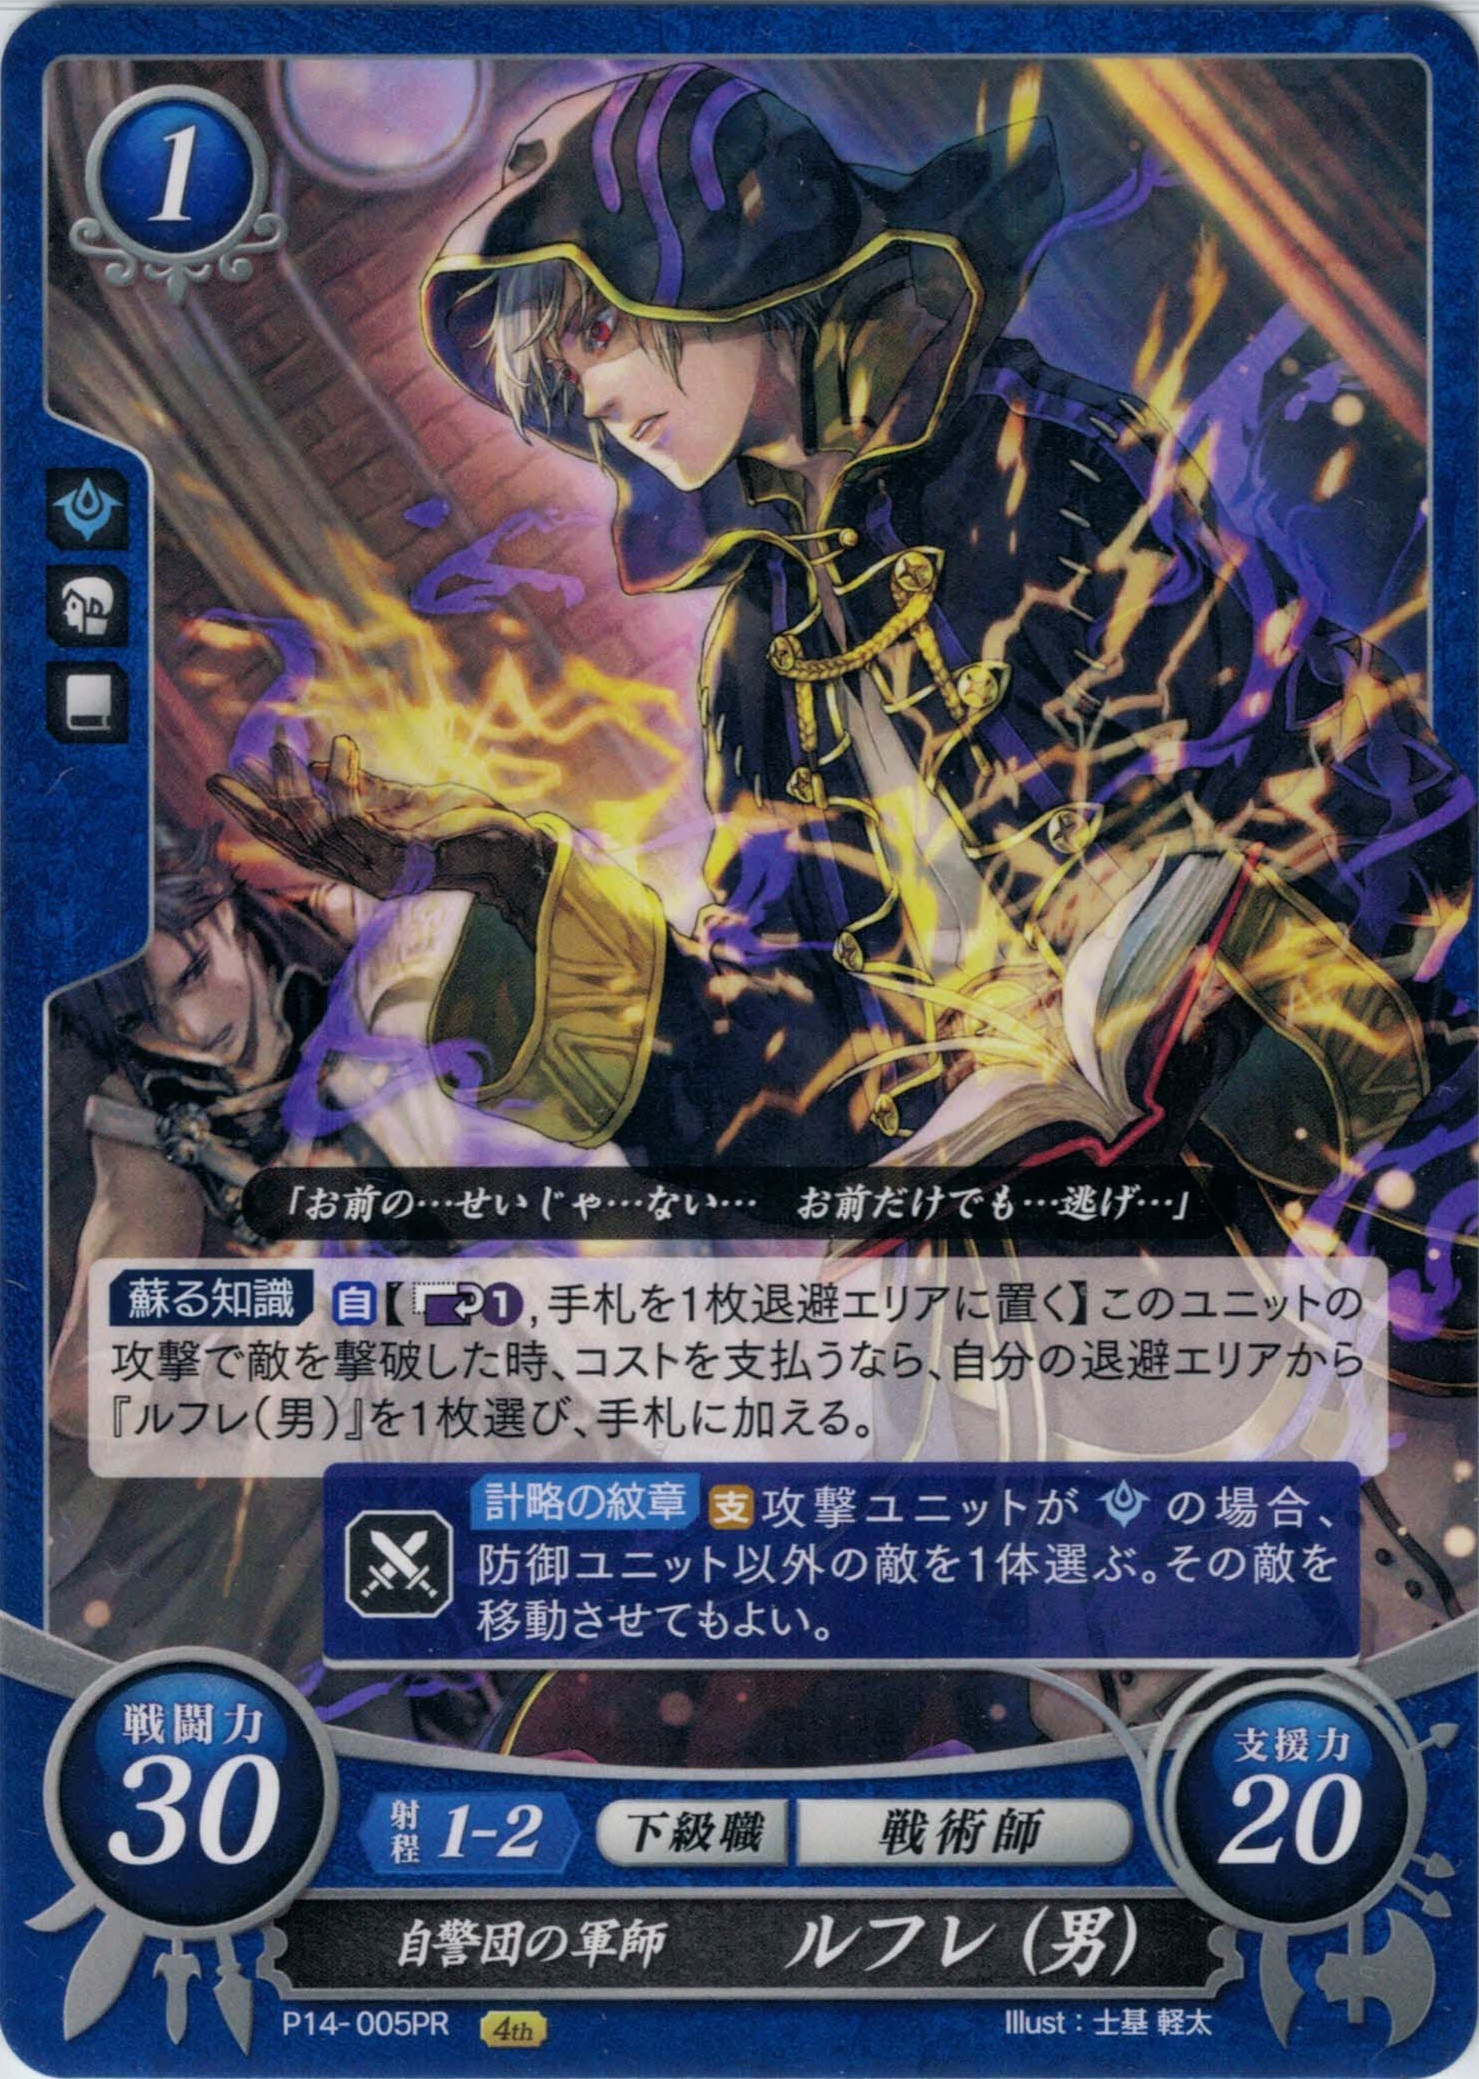 1
「お前の…せいじゃ…ない…　お前だけでも…逃げ…」
蘇る知識 自【 1,手札を1枚退避エリアに置く】このユニットの
攻撃で敵を撃破した時、コストを支払うなら、自分の退避エリアから
『ルフレ（男）』を1枚選び、手札に加える。
計略の紋章 支 攻撃ユニットが の場合、
防御ユニット以外の敵を1体選ぶ。その敵を
移動させてもよい。
戦闘力
30
射程 1-2
下級職 戦術師
支援力
20
自警団の軍師 ルフレ（男）
P14-005PR 4th Illust：士基 軽太